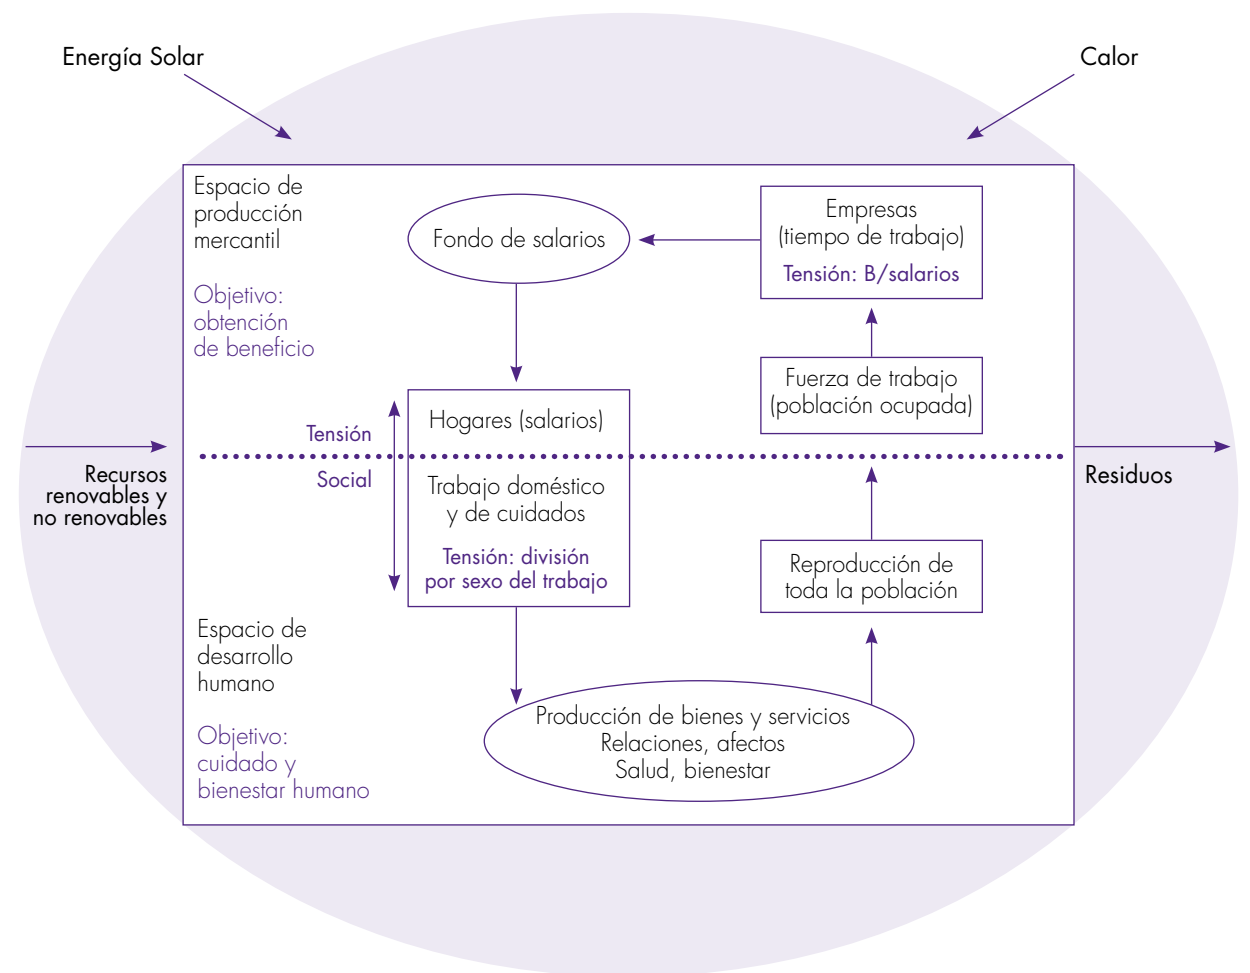 Energía Solar
Calor
Espacio de
producción
mercantil
Objetivo:
obtención
de beneficio
Fondo de salarios
Empresas
(tiempo de trabajo)
Tensión: B/salarios
Fuerza de trabajo
(población ocupada)
Hogares (salarios)
Tensión
Social
Trabajo doméstico
y de cuidados
Tensión: división
por sexo del trabajo
Recursos
renovables y
no renovables
Residuos
Reproducción de
toda la población
Espacio de
desarrollo
humano
Objetivo:
cuidado y
bienestar humano
Producción de bienes y servicios
Relaciones, afectos
Salud, bienestar